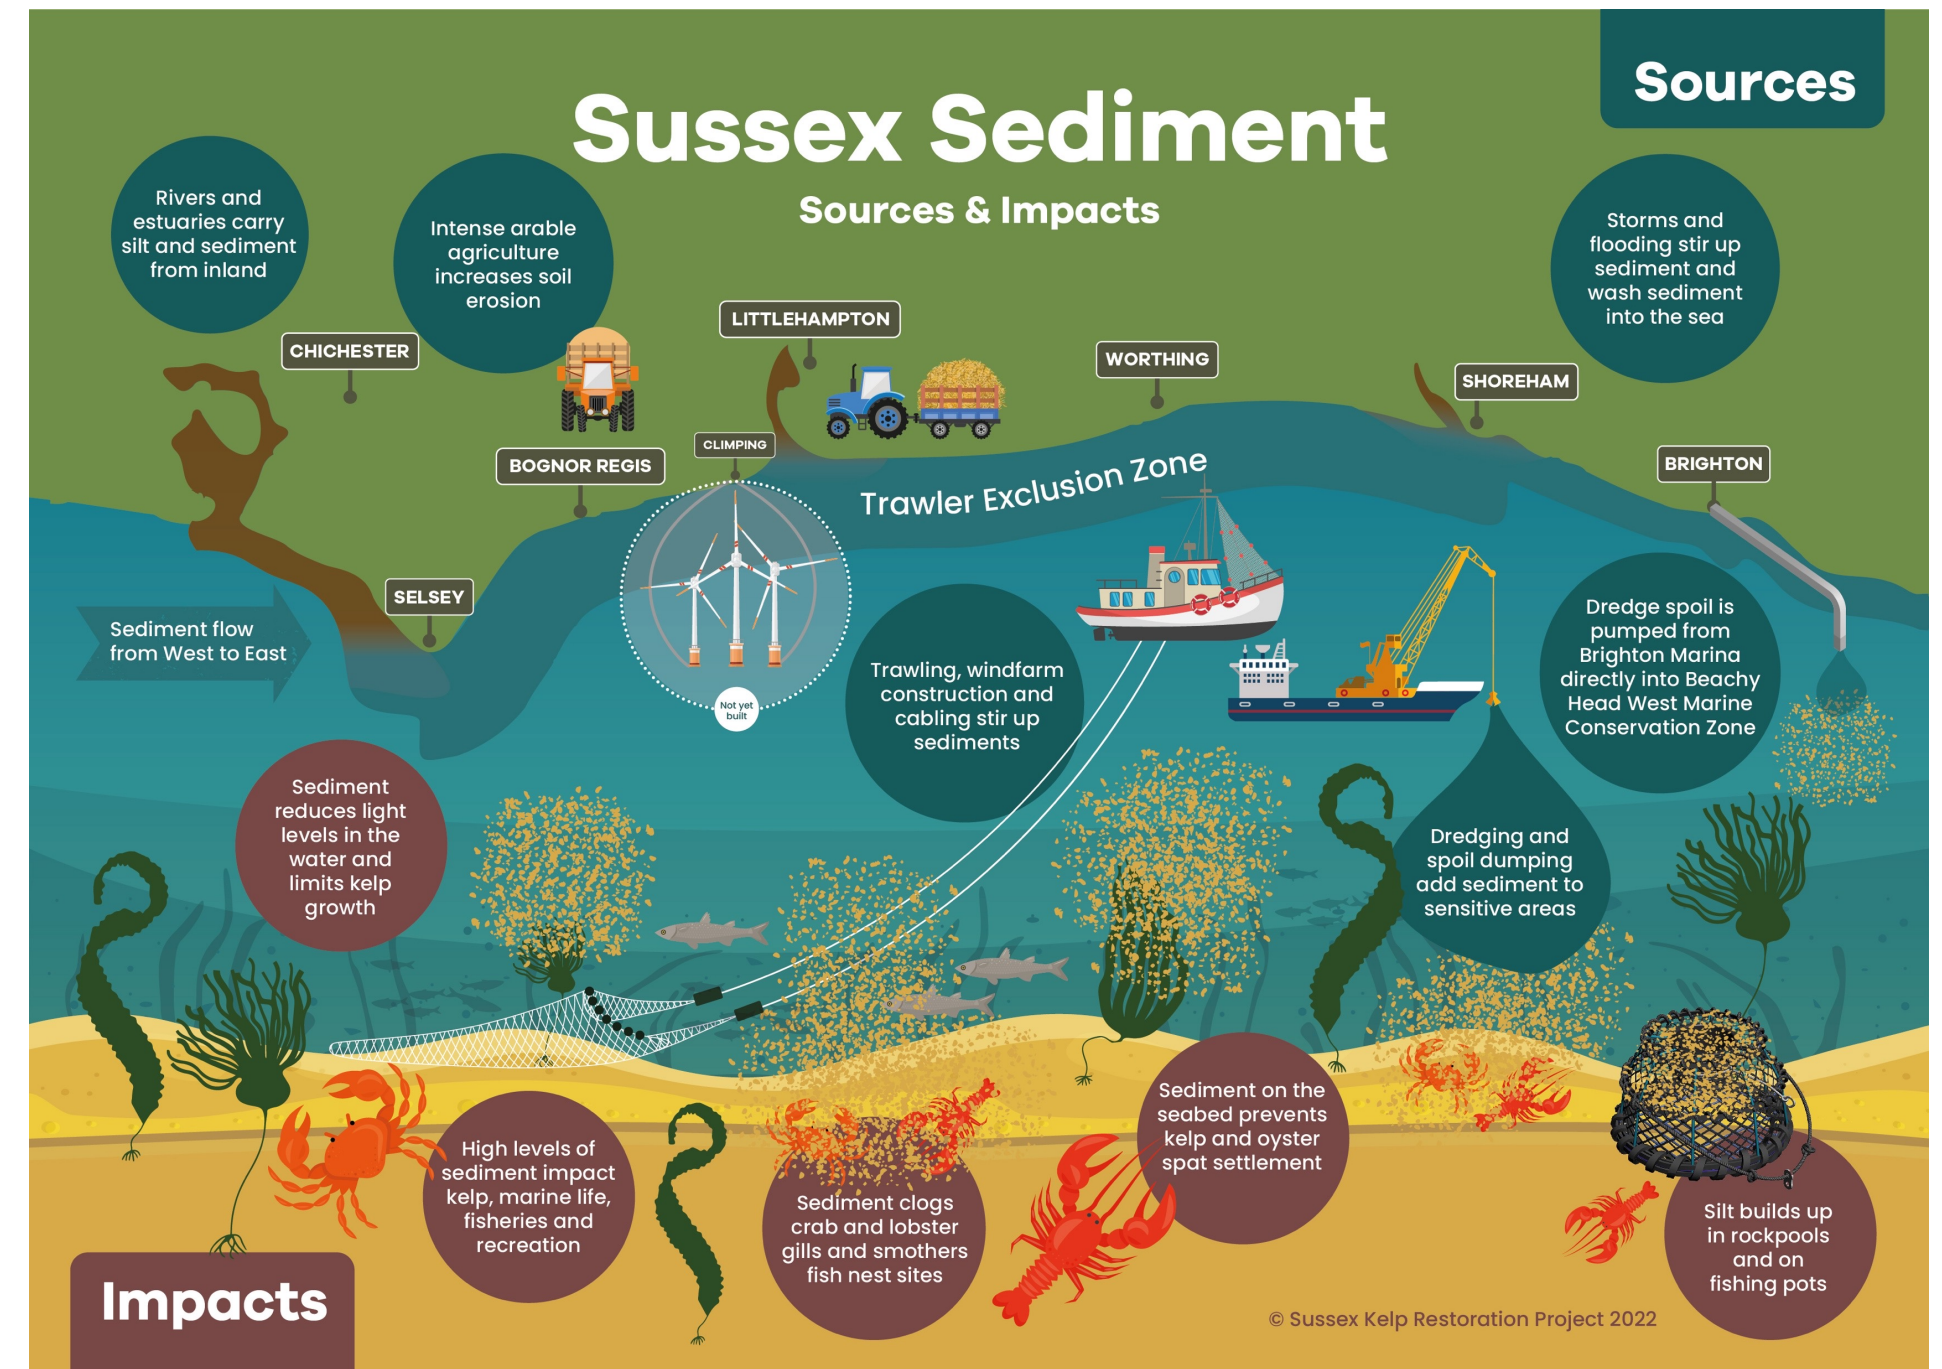 Sources
Sussex Sediment
Sources & Impacts
Rivers and
estuaries carry
silt and sediment
from inland
Intense arable
agriculture
increases soil
erosion
Storms and
flooding stir up
sediment and
wash sediment
into the sea
CHICHESTER
LITTLEHAMPTON
WORTHING
SHOREHAM
CLIMPING
BOGNOR REGIS
BRIGHTON
Trawler Exclusion Zone
SELSEY
Sediment flow
from West to East
Not yet
built
Trawling, windfarm
construction and
cabling stir up
sediments
Dredge spoil is
pumped from
Brighton Marina
directly into Beachy
Head West Marine
Conservation Zone
Sediment
reduces light
levels in the
water and
limits kelp
growth
Dredging and
spoil dumping
add sediment to
sensitive areas
High levels of
sediment impact
kelp, marine life,
fisheries and
recreation
Sediment clogs
crab and lobster
gills and smothers
fish nest sites
Sediment on the
seabed prevents
kelp and oyster
spat settlement
Silt builds up
in rockpools
and on
fishing pots
Impacts
© Sussex Kelp Restoration Project 2022